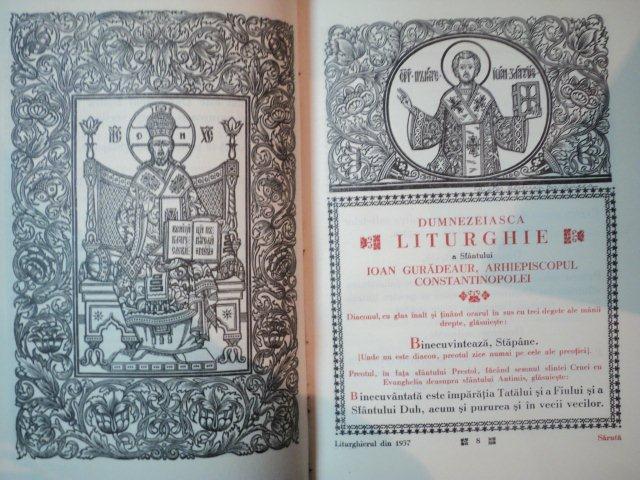 IС ХС
DUMNEZEIASCA
LITURGHIE
a Sfântului
IOAN GURĂDEAUR, ARHIEPISCOPUL
CONSTANTINOPOLEI
Diaconul, cu glas înalt și ținând orarul în sus cu trei degete ale mânii
drepte, glăsuiește:
Binecuvintează, Stăpâne.
[Unde nu este diacon, preotul zice numai pe cele ale preoției].
Preotul, în fața sfântului Prestol, făcând semnul sfintei Cruci cu
Evanghelia deasupra sfântului Antimis, glăsuiește:
Binecuvântată este împărăția Tatălui și a Fiului și a
Sfântului Duh, acum și pururea și în vecii vecilor.
Liturghierul din 1937 8 Sărută